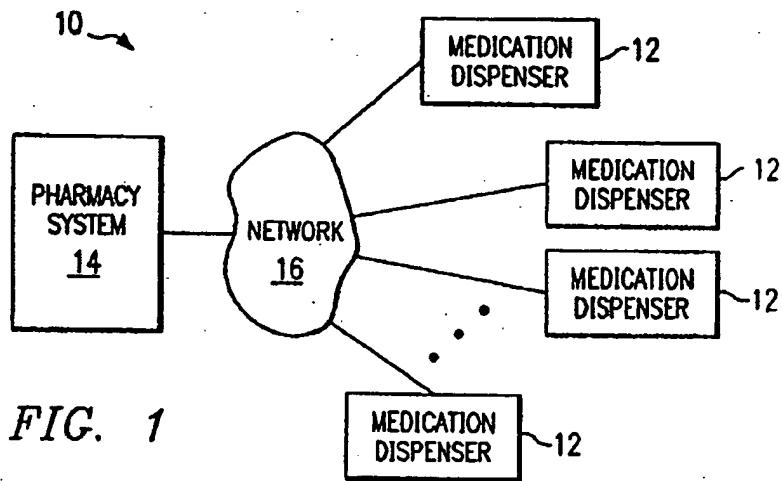 10
MEDICATION
DISPENSER
12
PHARMACY
SYSTEM
14
NETWORK
16
MEDICATION
DISPENSER
12
MEDICATION
DISPENSER
12
MEDICATION
DISPENSER
12
FIG. 1